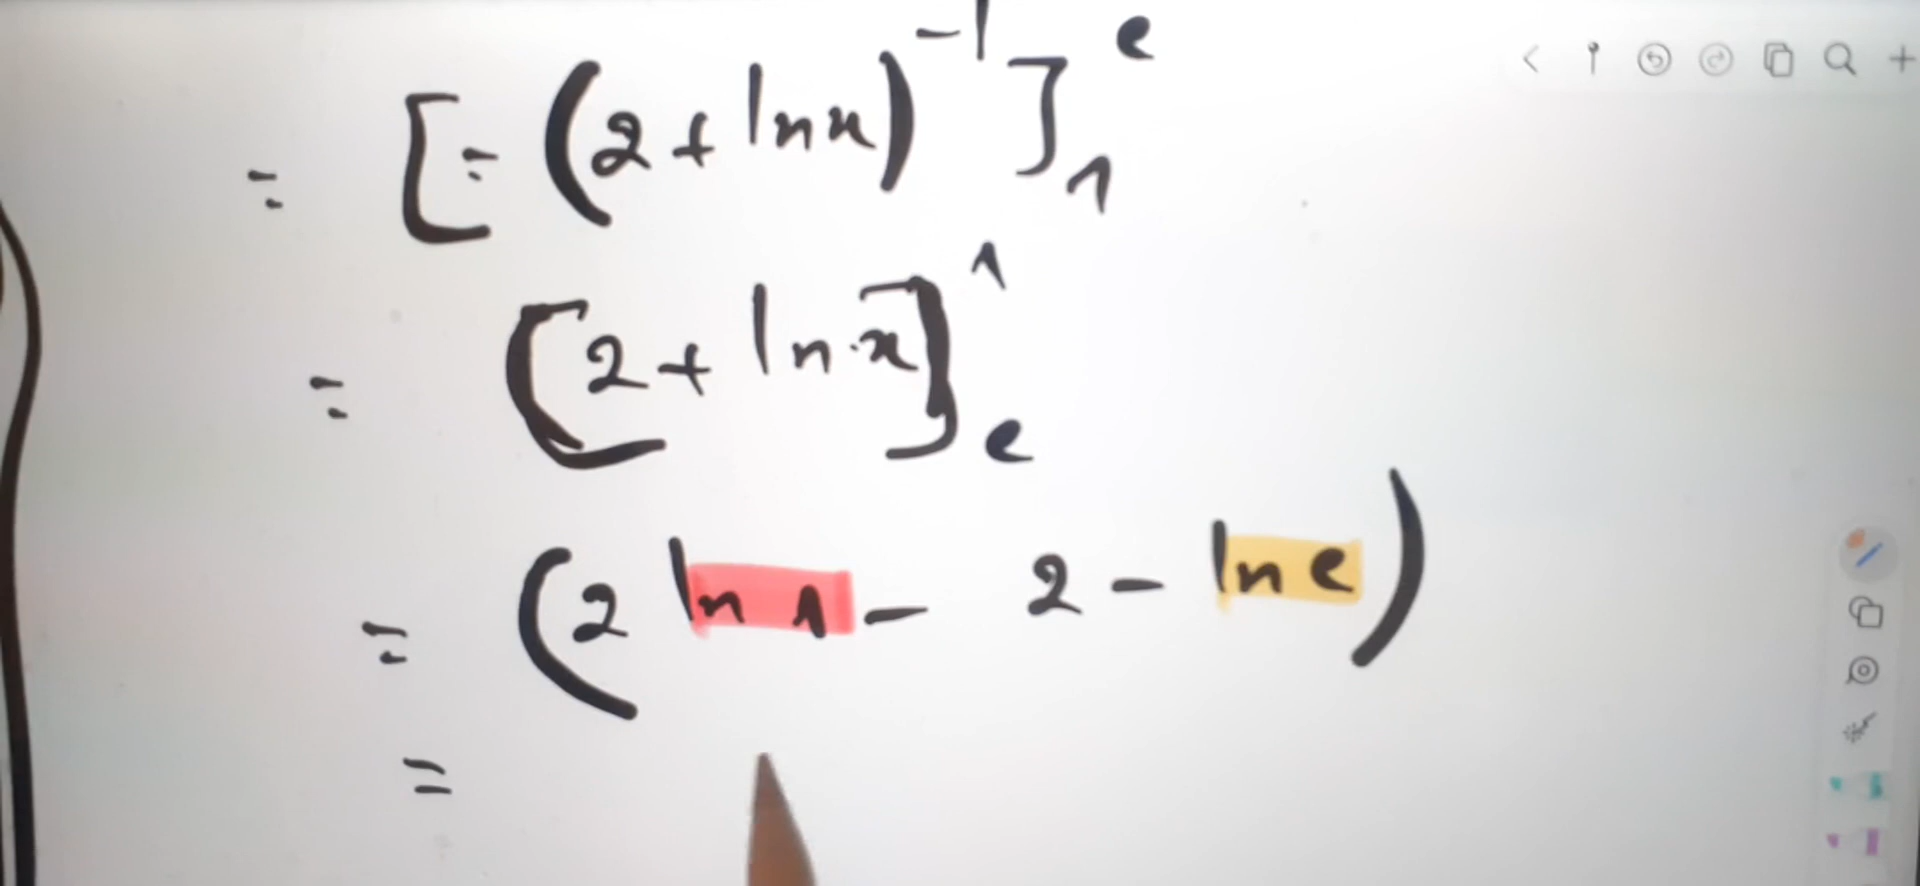 = [- (2 + ln x)^-1]_1^e
= [2 + ln x]_e^1
= (2 ln 1 - 2 - ln e)
=